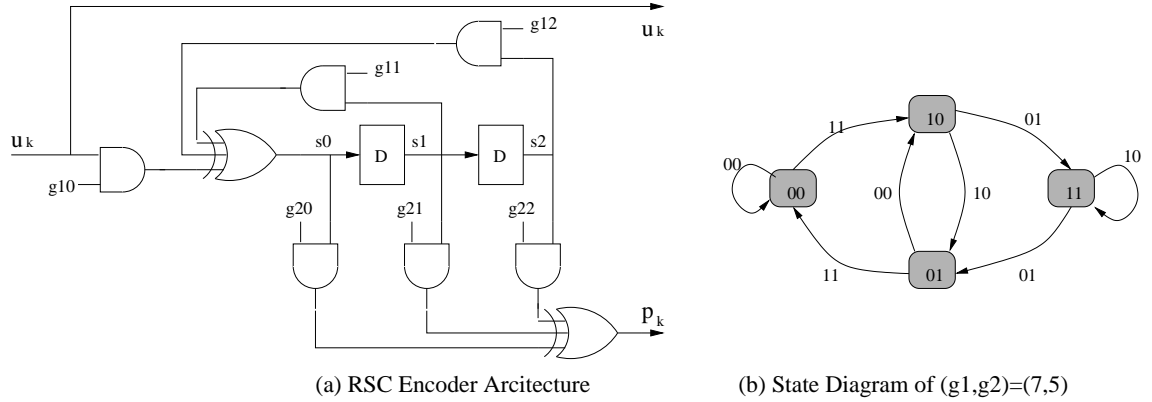 u k
g12
g11
u k
s0
D
s1
D
s2
g10
g20
g21
g22
p k
(a) RSC Encoder Arcitecture
11
10
01
00
00
00
10
11
10
11
01
01
(b) State Diagram of (g1,g2)=(7,5)